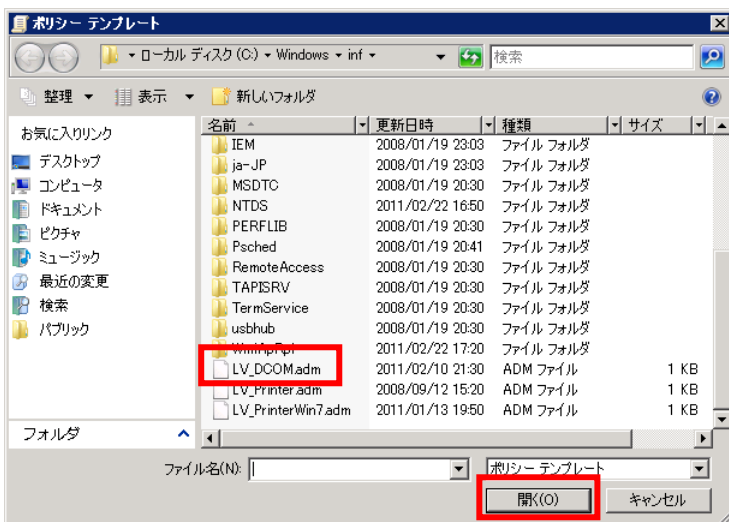 ポリシー テンプレート
ローカル ディスク (C:) Windows inf 検索
整理 表示 新しいフォルダ
お気に入りリンク
デスクトップ
コンピュータ
ドキュメント
ピクチャ
ミュージック
最近の変更
検索
パブリック
フォルダ
名前 更新日時 種類 サイズ
IEM 2008/01/19 23:03 ファイル フォルダ
ja-JP 2008/01/19 23:03 ファイル フォルダ
MSDTC 2008/01/19 20:30 ファイル フォルダ
NTDS 2011/02/22 16:50 ファイル フォルダ
PERFLIB 2008/01/19 20:30 ファイル フォルダ
Psched 2008/01/19 20:41 ファイル フォルダ
RemoteAccess 2008/01/19 20:30 ファイル フォルダ
TAPISRV 2008/01/19 20:30 ファイル フォルダ
TermService 2008/01/19 20:30 ファイル フォルダ
usbhub 2008/01/19 20:30 ファイル フォルダ
WmiApRpl 2011/02/22 17:20 ファイル フォルダ
LV_DCOM.adm 2011/02/10 21:30 ADM ファイル 1 KB
LV_Printer.adm 2008/09/12 15:20 ADM ファイル 1 KB
LV_PrinterWin7.adm 2011/01/13 19:50 ADM ファイル 1 KB
ファイル名(N): ポリシー テンプレート
開く(O) キャンセル